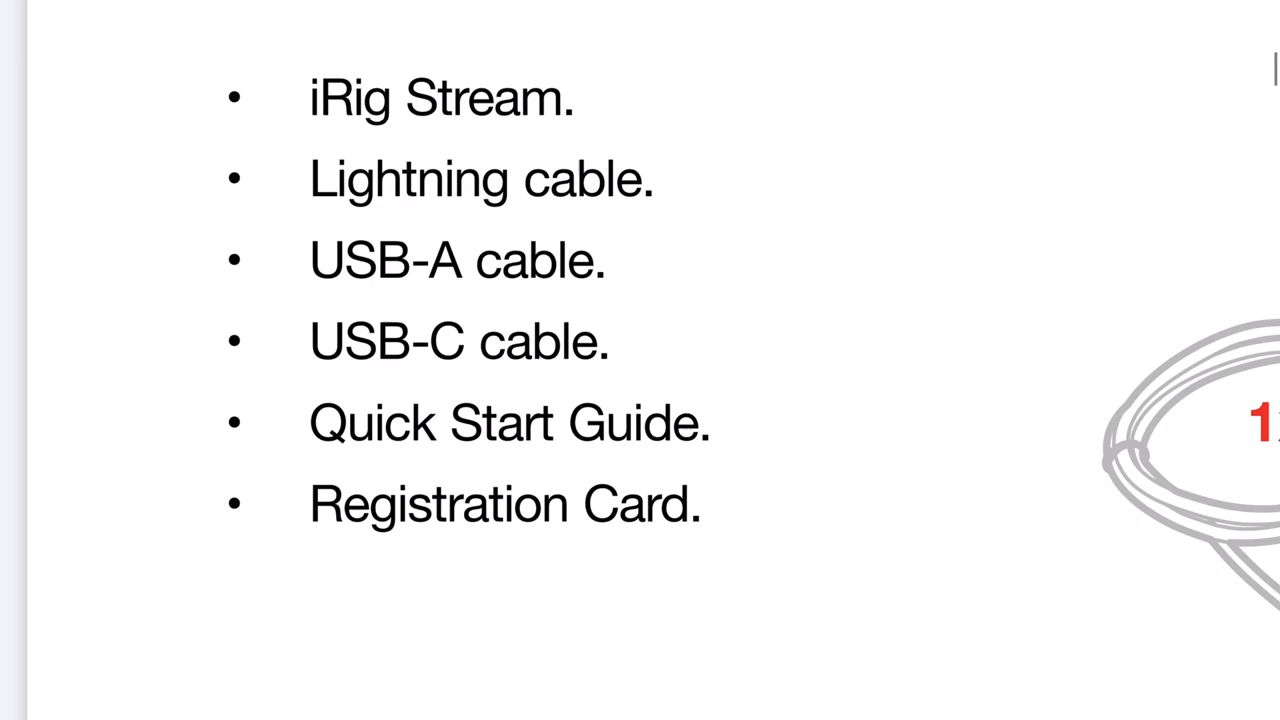 • iRig Stream.
• Lightning cable.
• USB-A cable.
• USB-C cable.
• Quick Start Guide.
• Registration Card.